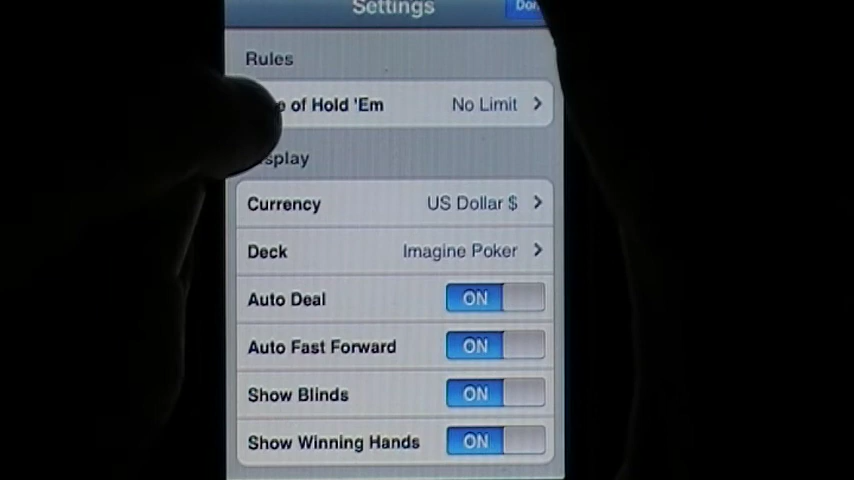 Settings
Rules
of Hold 'Em No Limit
Currency US Dollar $
Deck Imagine Poker
Auto Deal ON
Auto Fast Forward ON
Show Blinds ON
Show Winning Hands ON